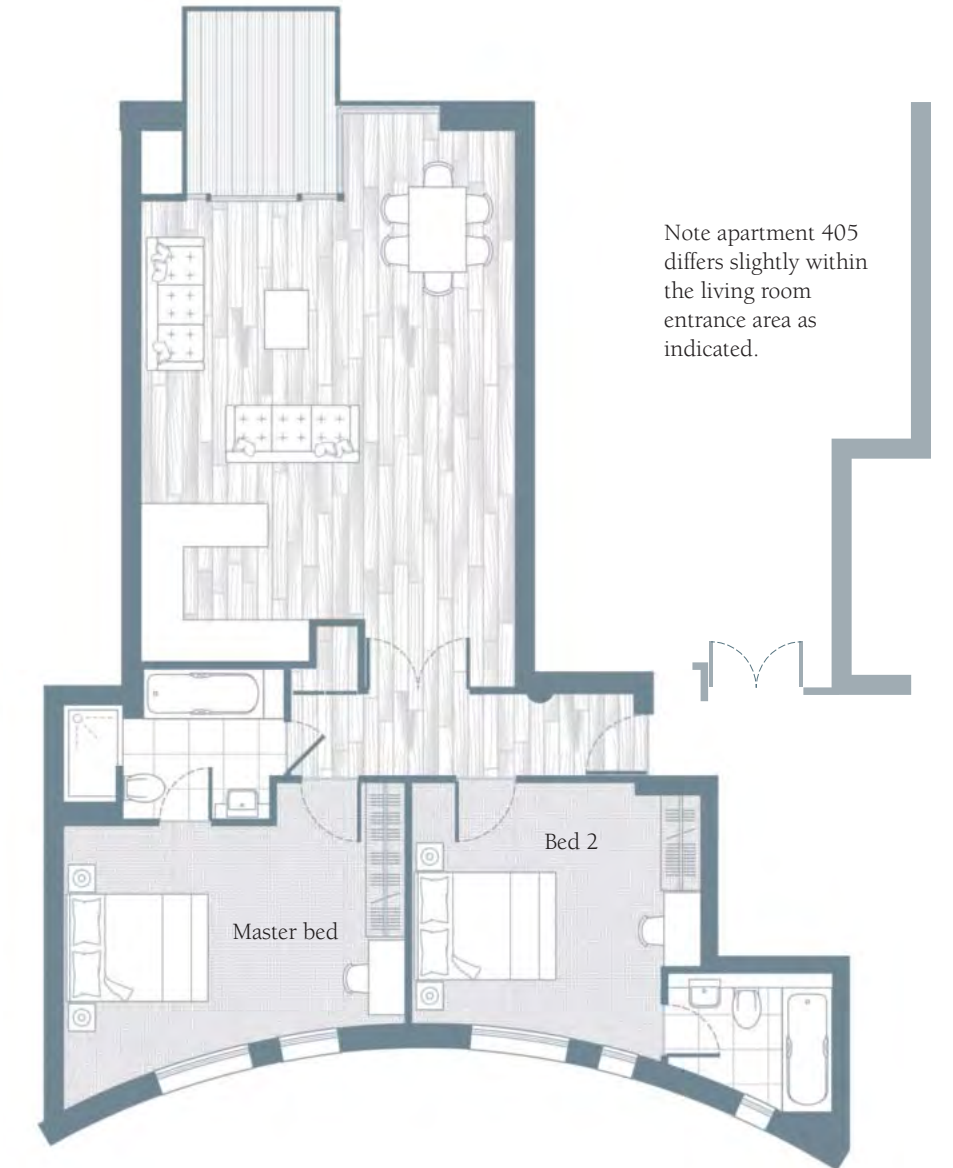 Note apartment 405
differs slightly within
the living room
entrance area as
indicated.
Bed 2
Master bed